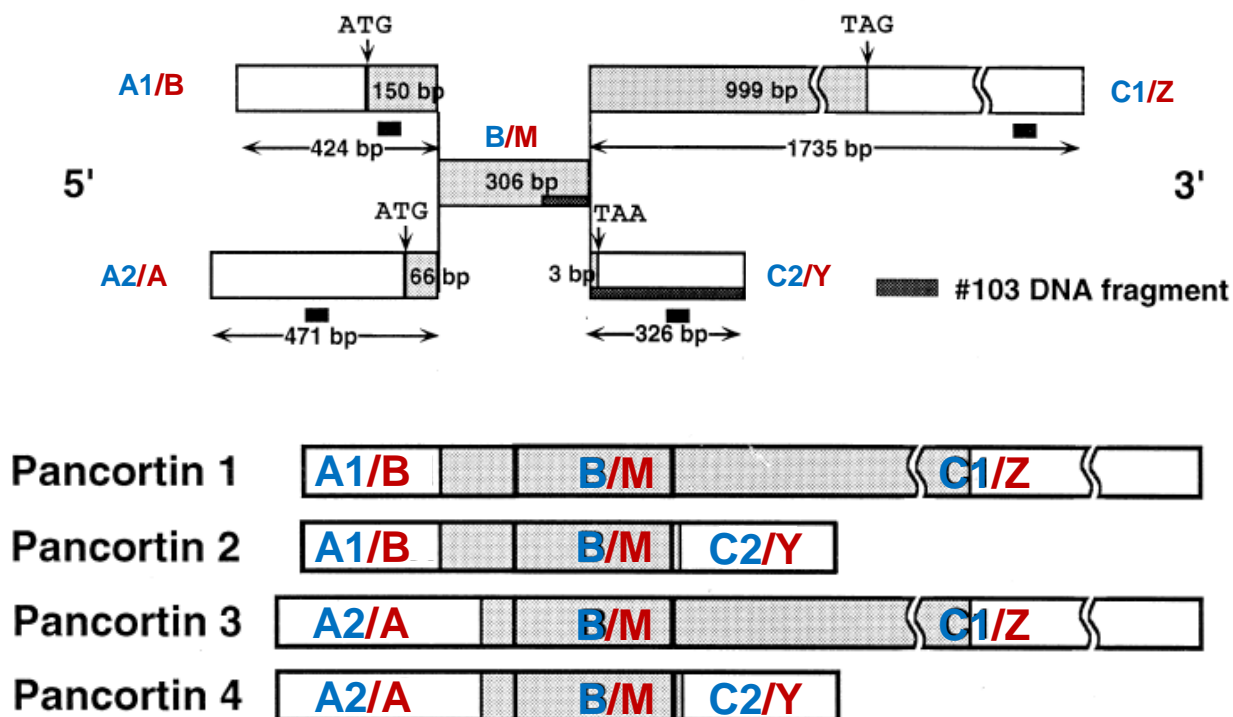 ATG TAG
A1/B 150 bp 999 bp C1/Z
424 bp B/M 1735 bp
5' 306 bp 3'
ATG TAA
A2/A 66 bp 3 bp C2/Y #103 DNA fragment
471 bp 326 bp
Pancortin 1 A1/B B/M C1/Z
Pancortin 2 A1/B B/M C2/Y
Pancortin 3 A2/A B/M C1/Z
Pancortin 4 A2/A B/M C2/Y